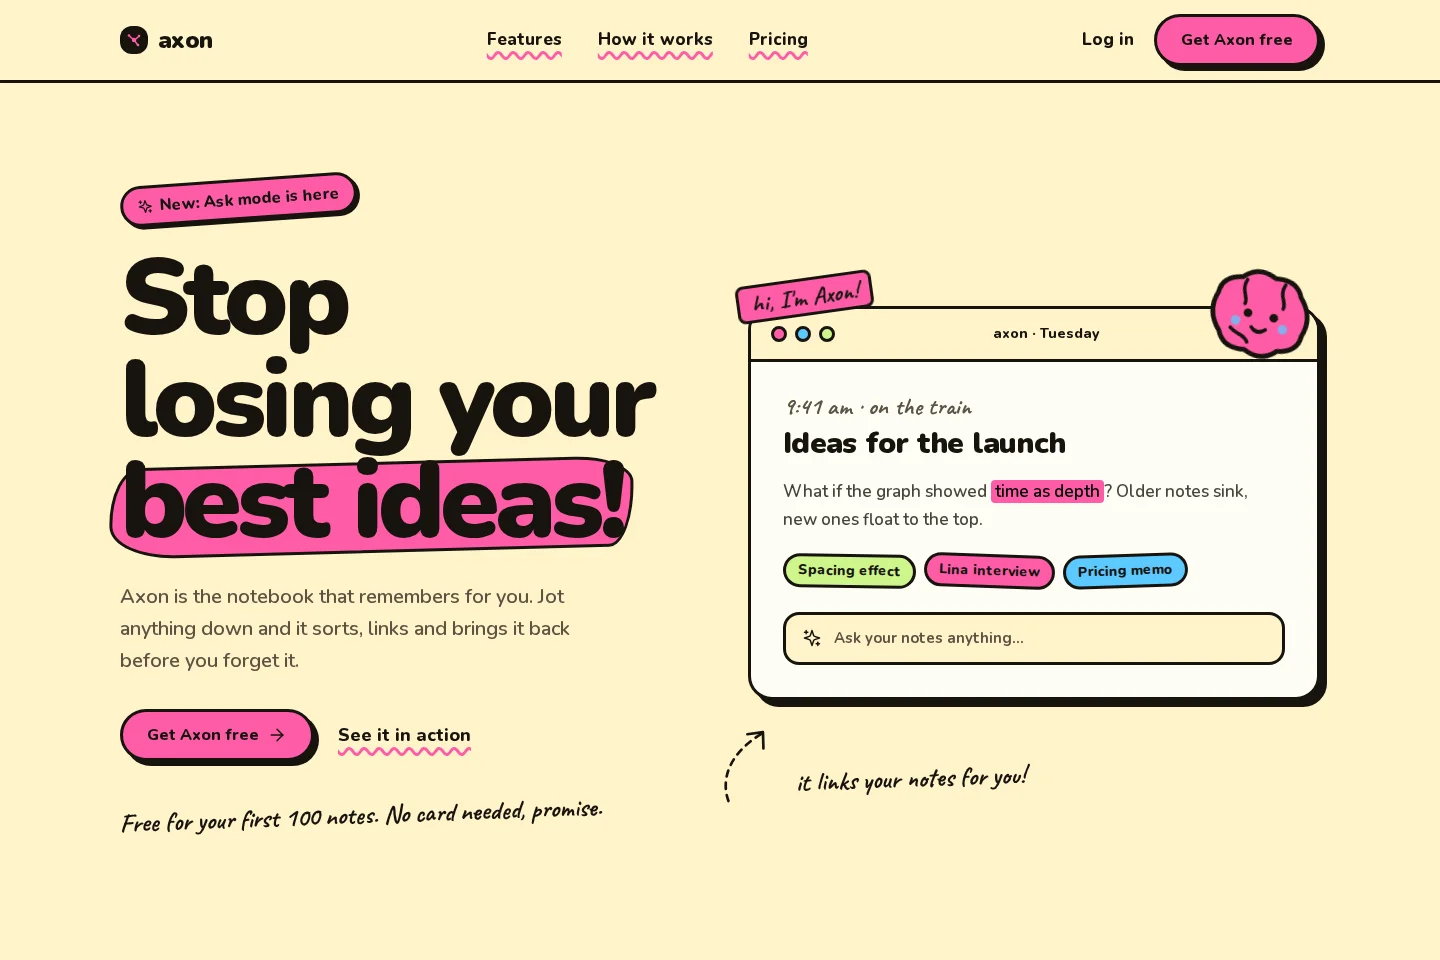 axon
Features How it works Pricing
Log in Get Axon free
New: Ask mode is here
Stop
losing your
best ideas!
Axon is the notebook that remembers for you. Jot
anything down and it sorts, links and brings it back
before you forget it.
Get Axon free
See it in action
Free for your first 100 notes. No card needed, promise.
hi, I'm Axon!
axon · Tuesday
9:41 am · on the train
Ideas for the launch
What if the graph showed time as depth? Older notes sink,
new ones float to the top.
Spacing effect Lina interview Pricing memo
Ask your notes anything...
it links your notes for you!